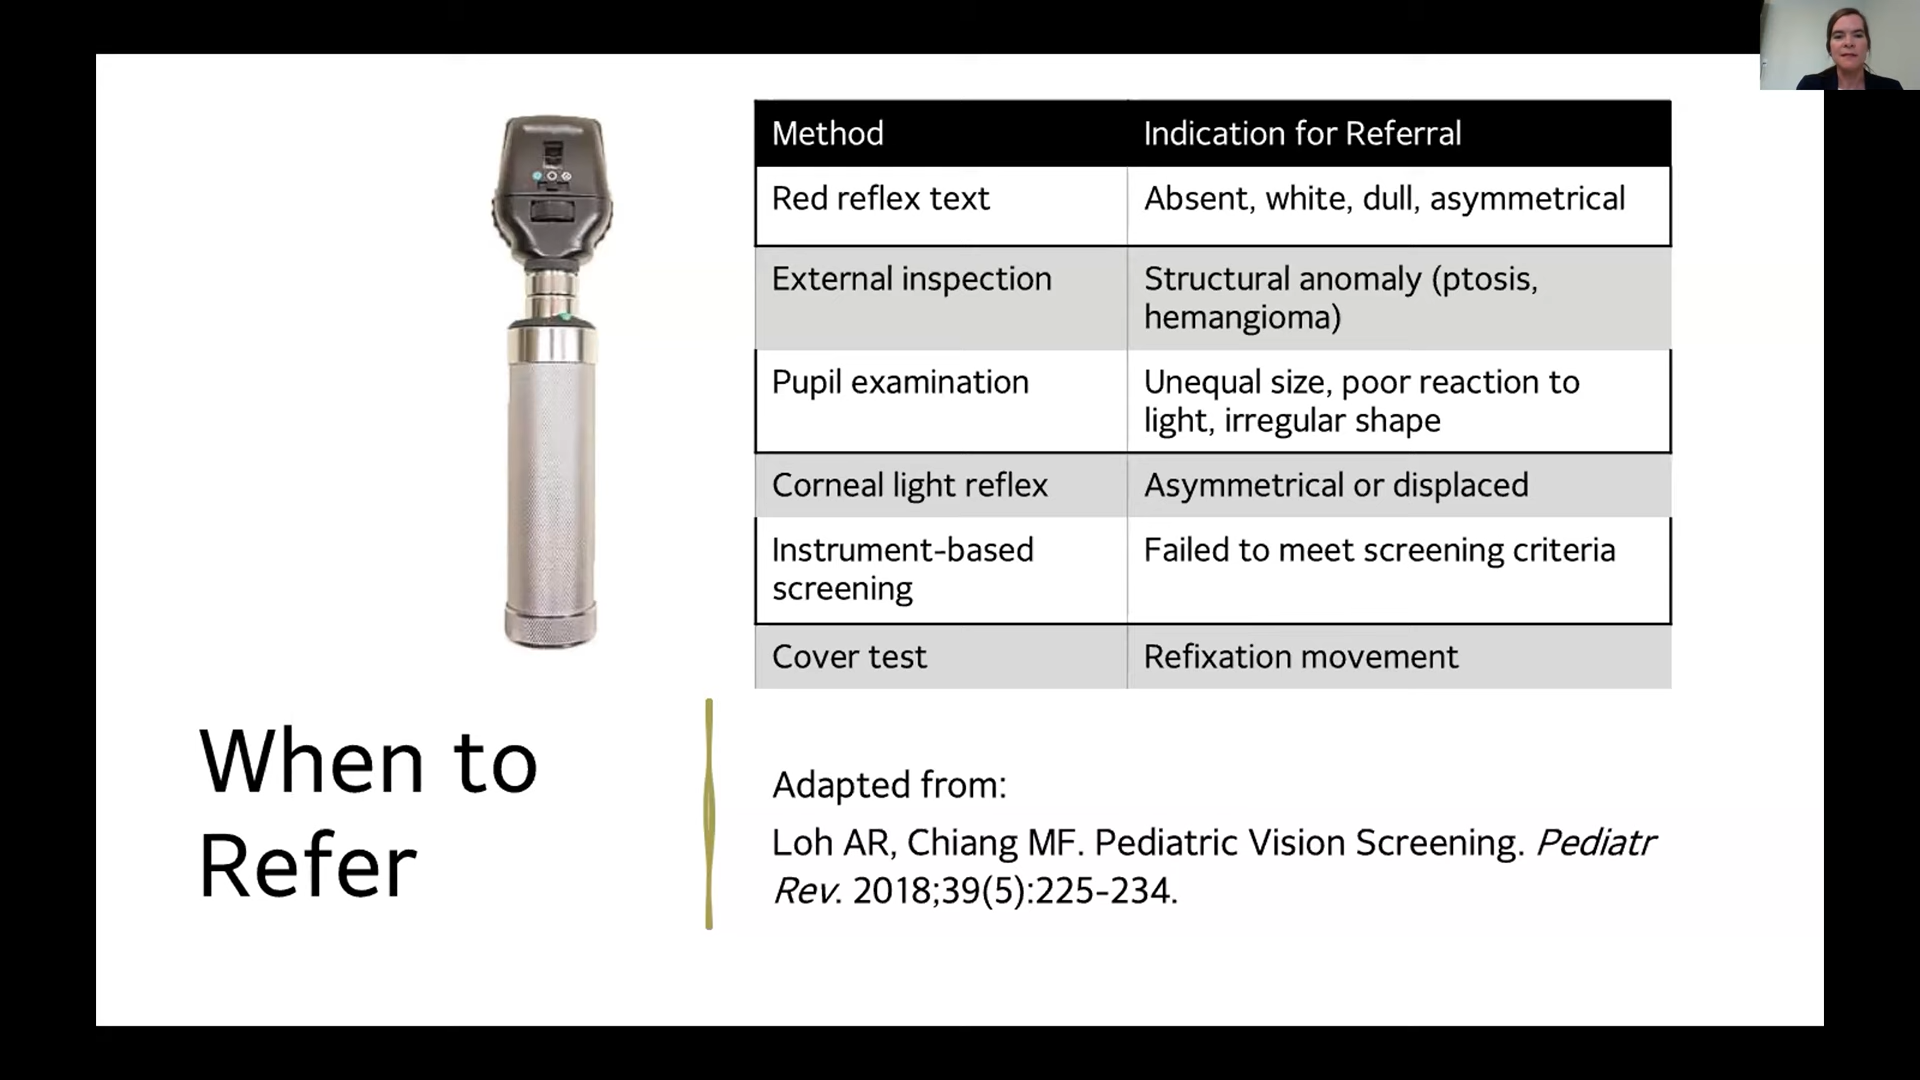 Method Indication for Referral
Red reflex text Absent, white, dull, asymmetrical
External inspection Structural anomaly (ptosis,
hemangioma)
Pupil examination Unequal size, poor reaction to
light, irregular shape
Corneal light reflex Asymmetrical or displaced
Instrument-based Failed to meet screening criteria
screening
Cover test Refixation movement
When to
Refer
Adapted from:
Loh AR, Chiang MF. Pediatric Vision Screening. Pediatr
Rev. 2018;39(5):225-234.